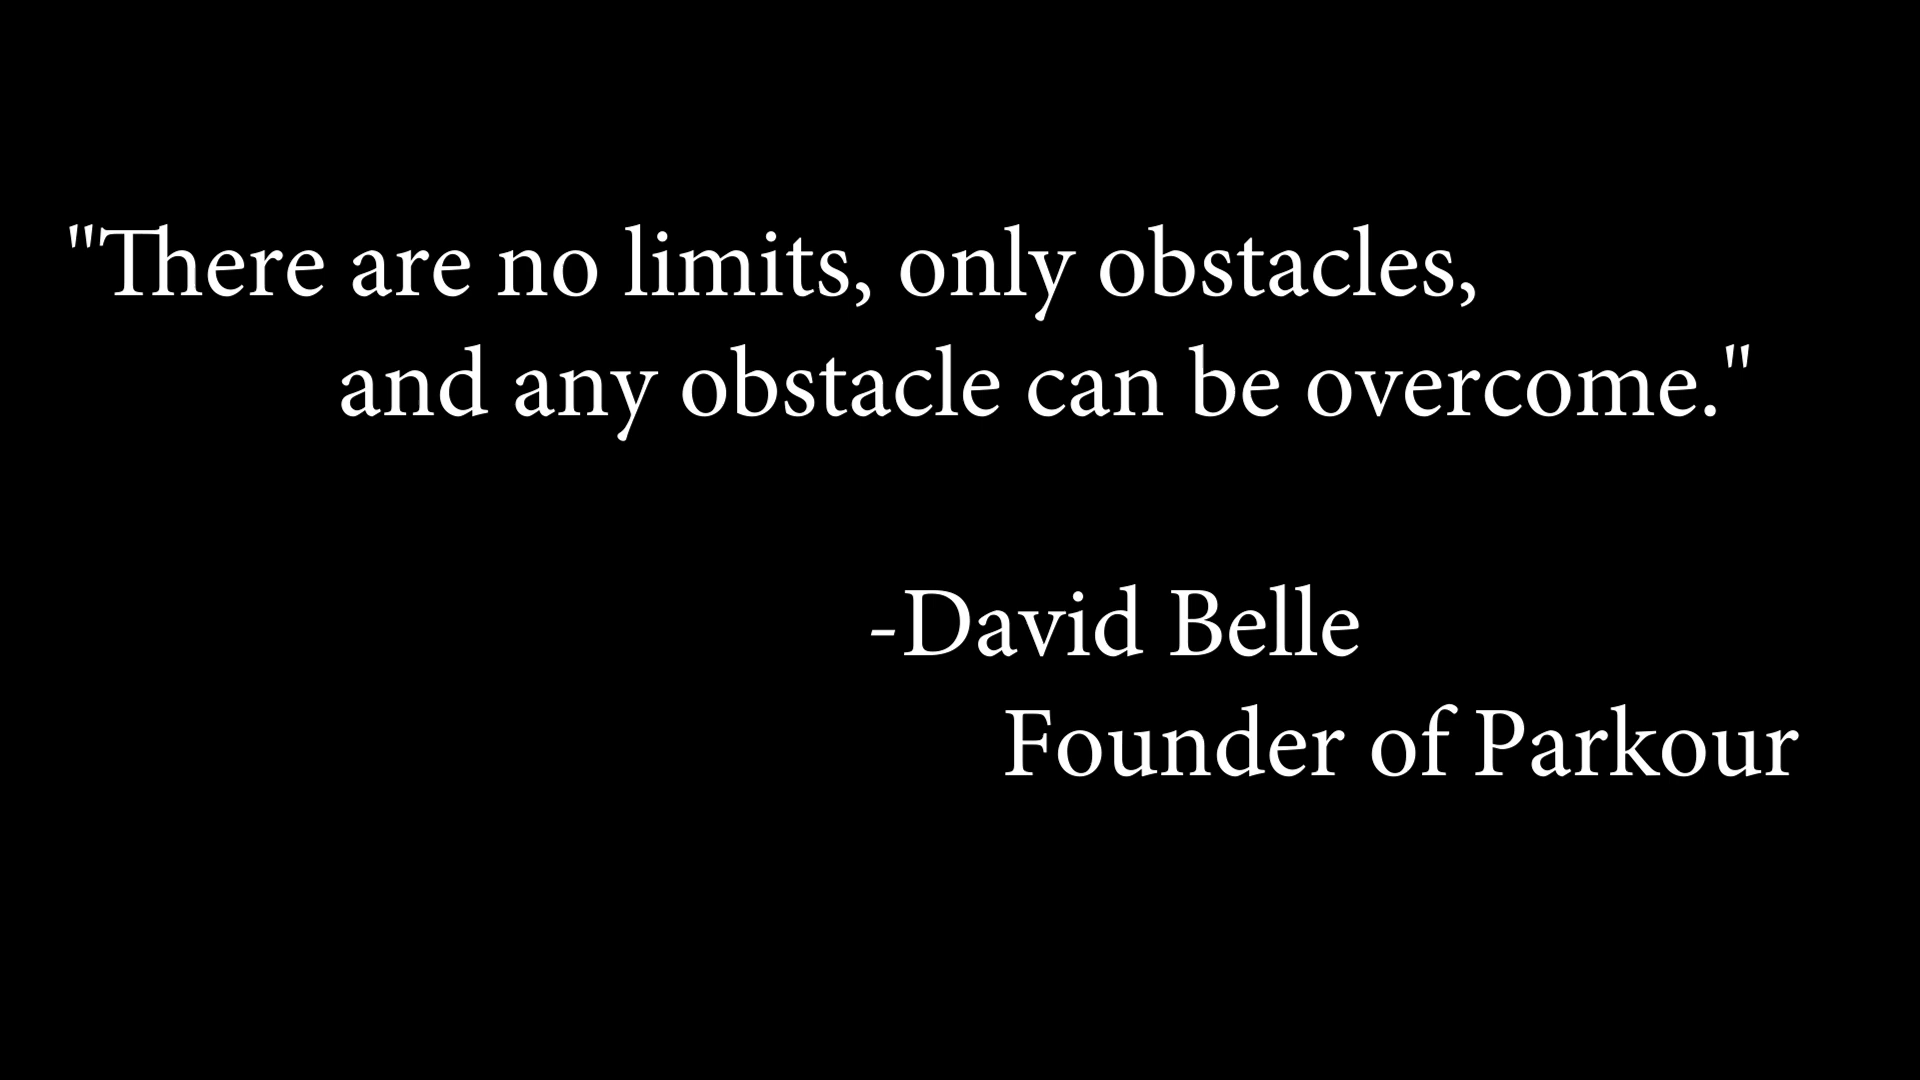 "There are no limits, only obstacles,
and any obstacle can be overcome."
-David Belle
Founder of Parkour